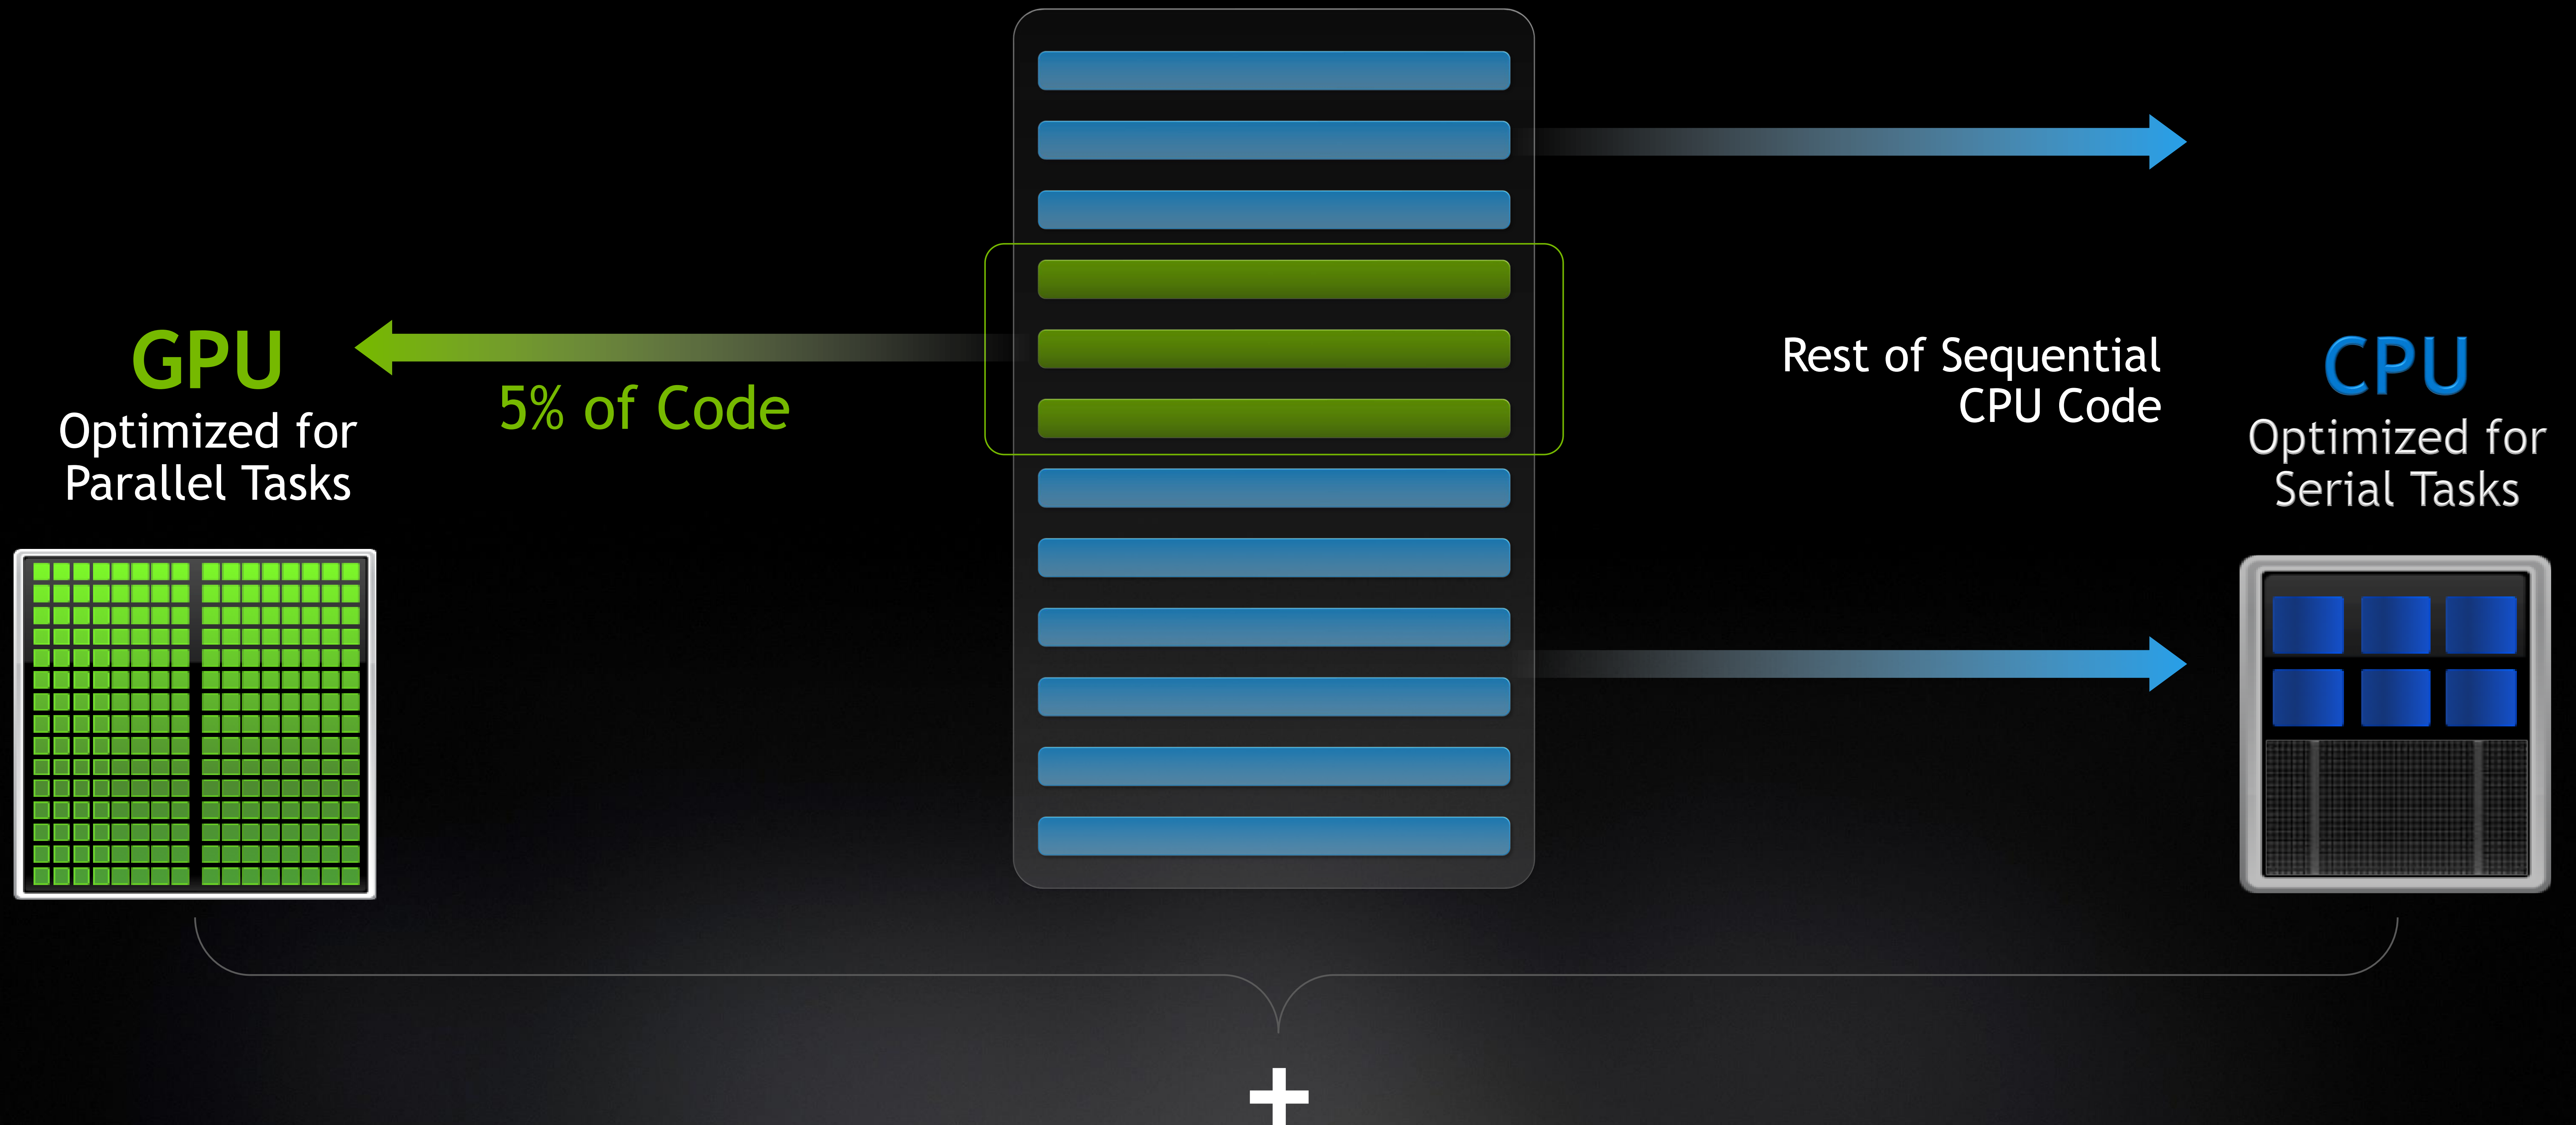 GPU
Optimized for
Parallel Tasks
5% of Code
Rest of Sequential
CPU Code
CPU
Optimized for
Serial Tasks
+